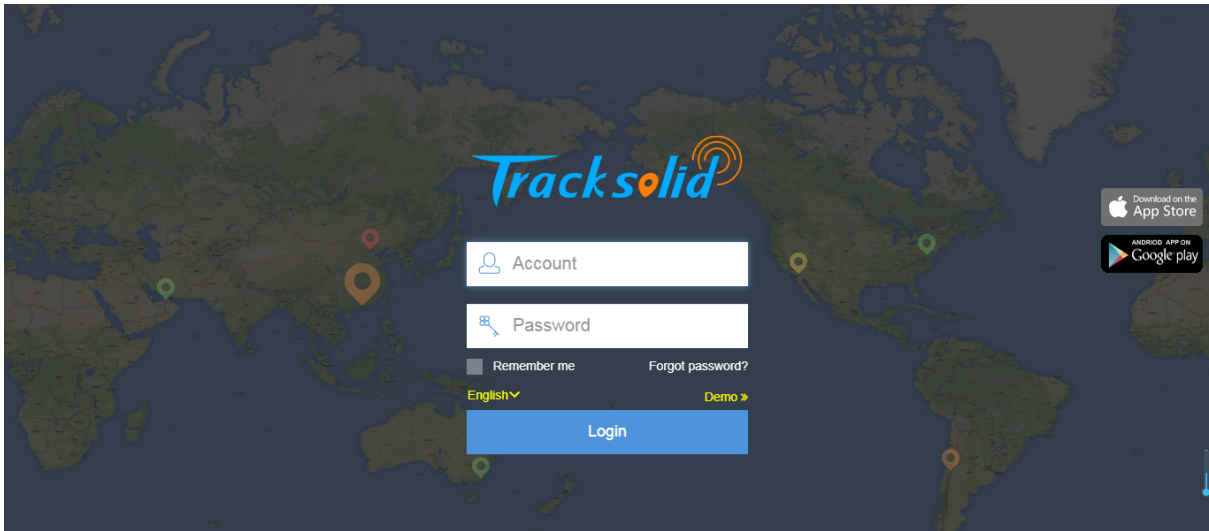 Tracksolid
Download on the
App Store
ANDRIOD APP ON
Google play
Account
Password
Remember me
Forgot password?
English
Demo »
Login